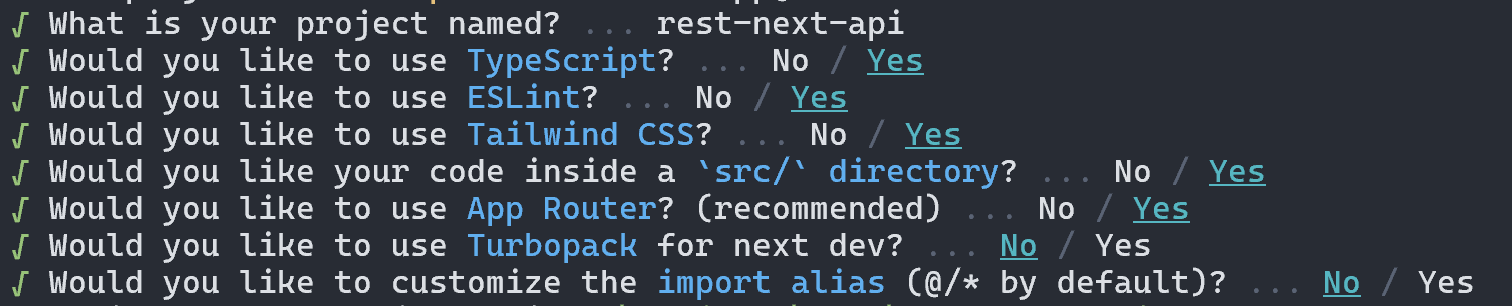 √ What is your project named? ... rest-next-api
√ Would you like to use TypeScript? ... No / Yes
√ Would you like to use ESLint? ... No / Yes
√ Would you like to use Tailwind CSS? ... No / Yes
√ Would you like your code inside a `src/` directory? ... No / Yes
√ Would you like to use App Router? (recommended) ... No / Yes
√ Would you like to use Turbopack for next dev? ... No / Yes
√ Would you like to customize the import alias (@/* by default)? ... No / Yes